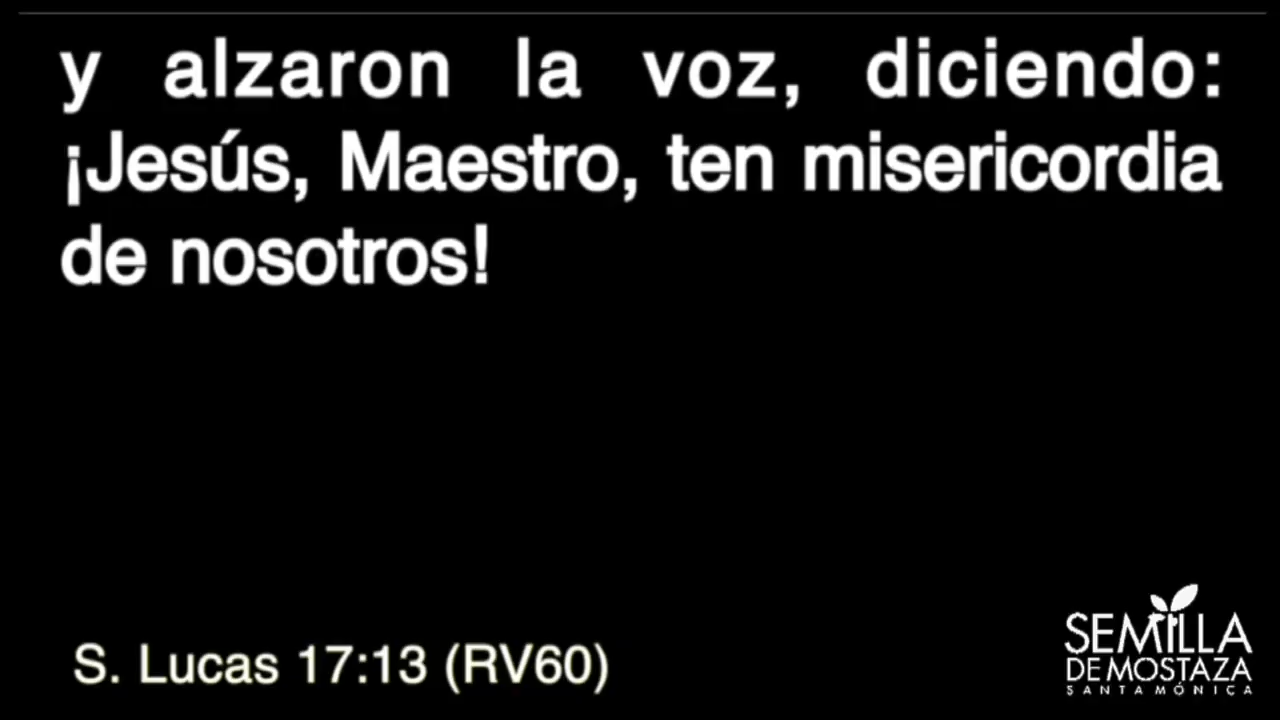 y alzaron la voz, diciendo:
¡Jesús, Maestro, ten misericordia
de nosotros!
S. Lucas 17:13 (RV60)
SEMILLA
DE MOSTAZA
SANTA MÓNICA